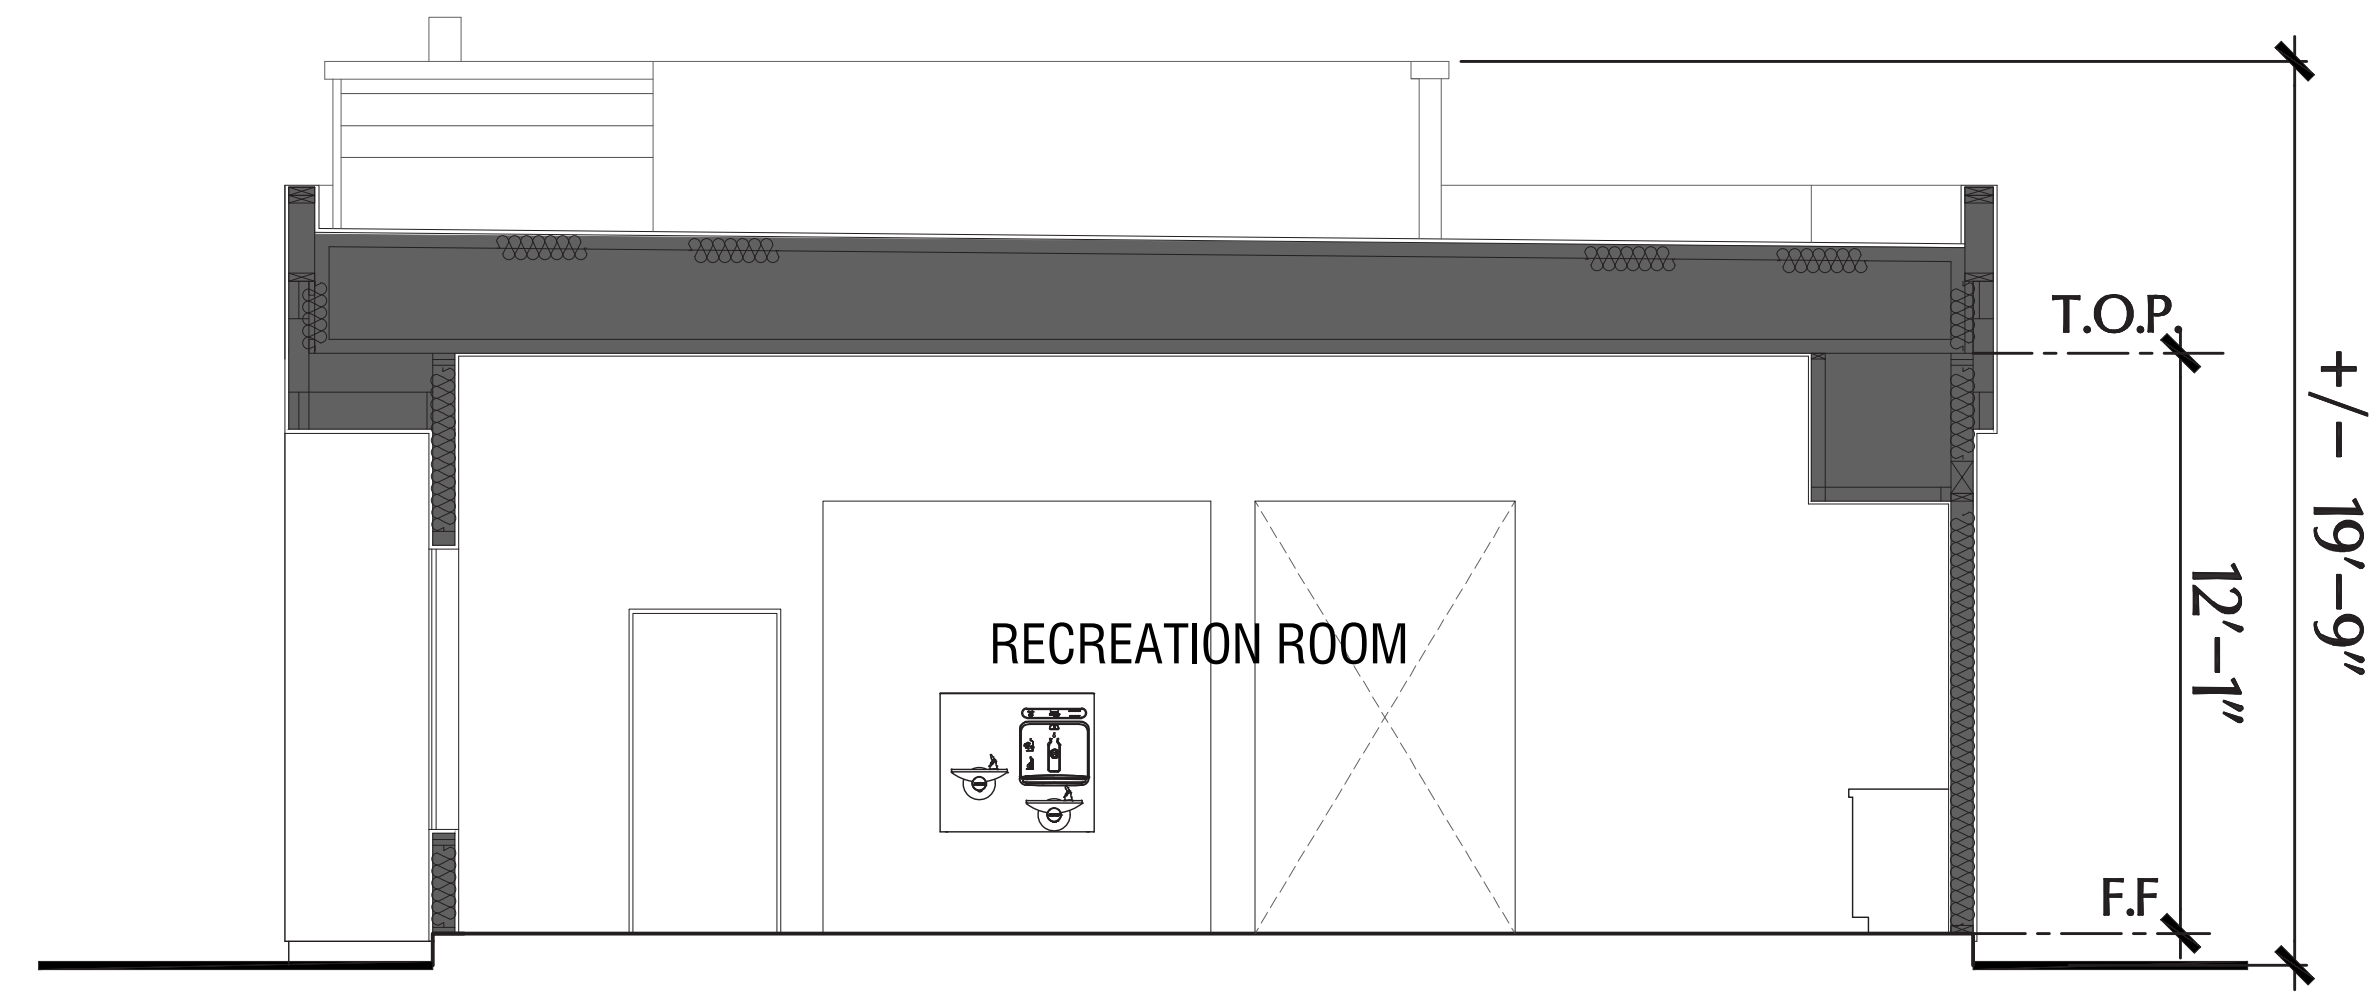 T.O.P.
+/- 19'-9"
12'-1"
RECREATION ROOM
F.F